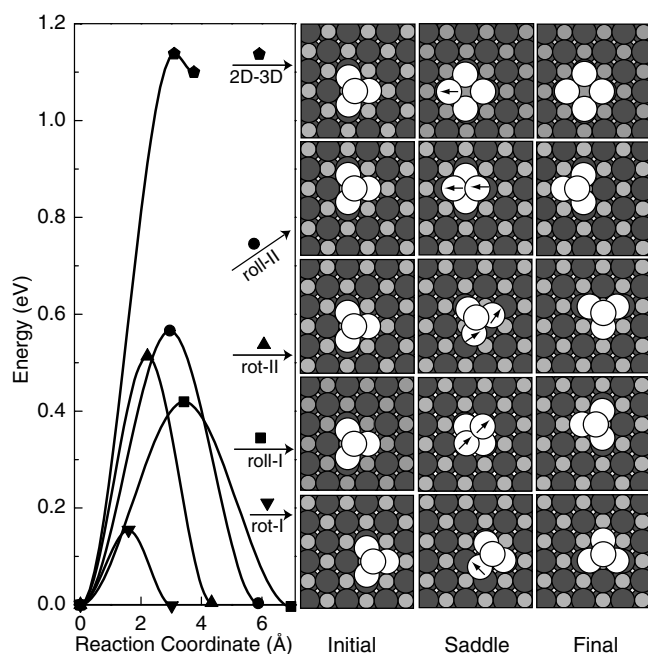 1.2
1.0
0.8
0.6
0.4
0.2
0.0
Energy (eV)
2D-3D
roll-II
rot-II
roll-I
rot-I
0 2 4 6
Reaction Coordinate (Å)
Initial Saddle Final